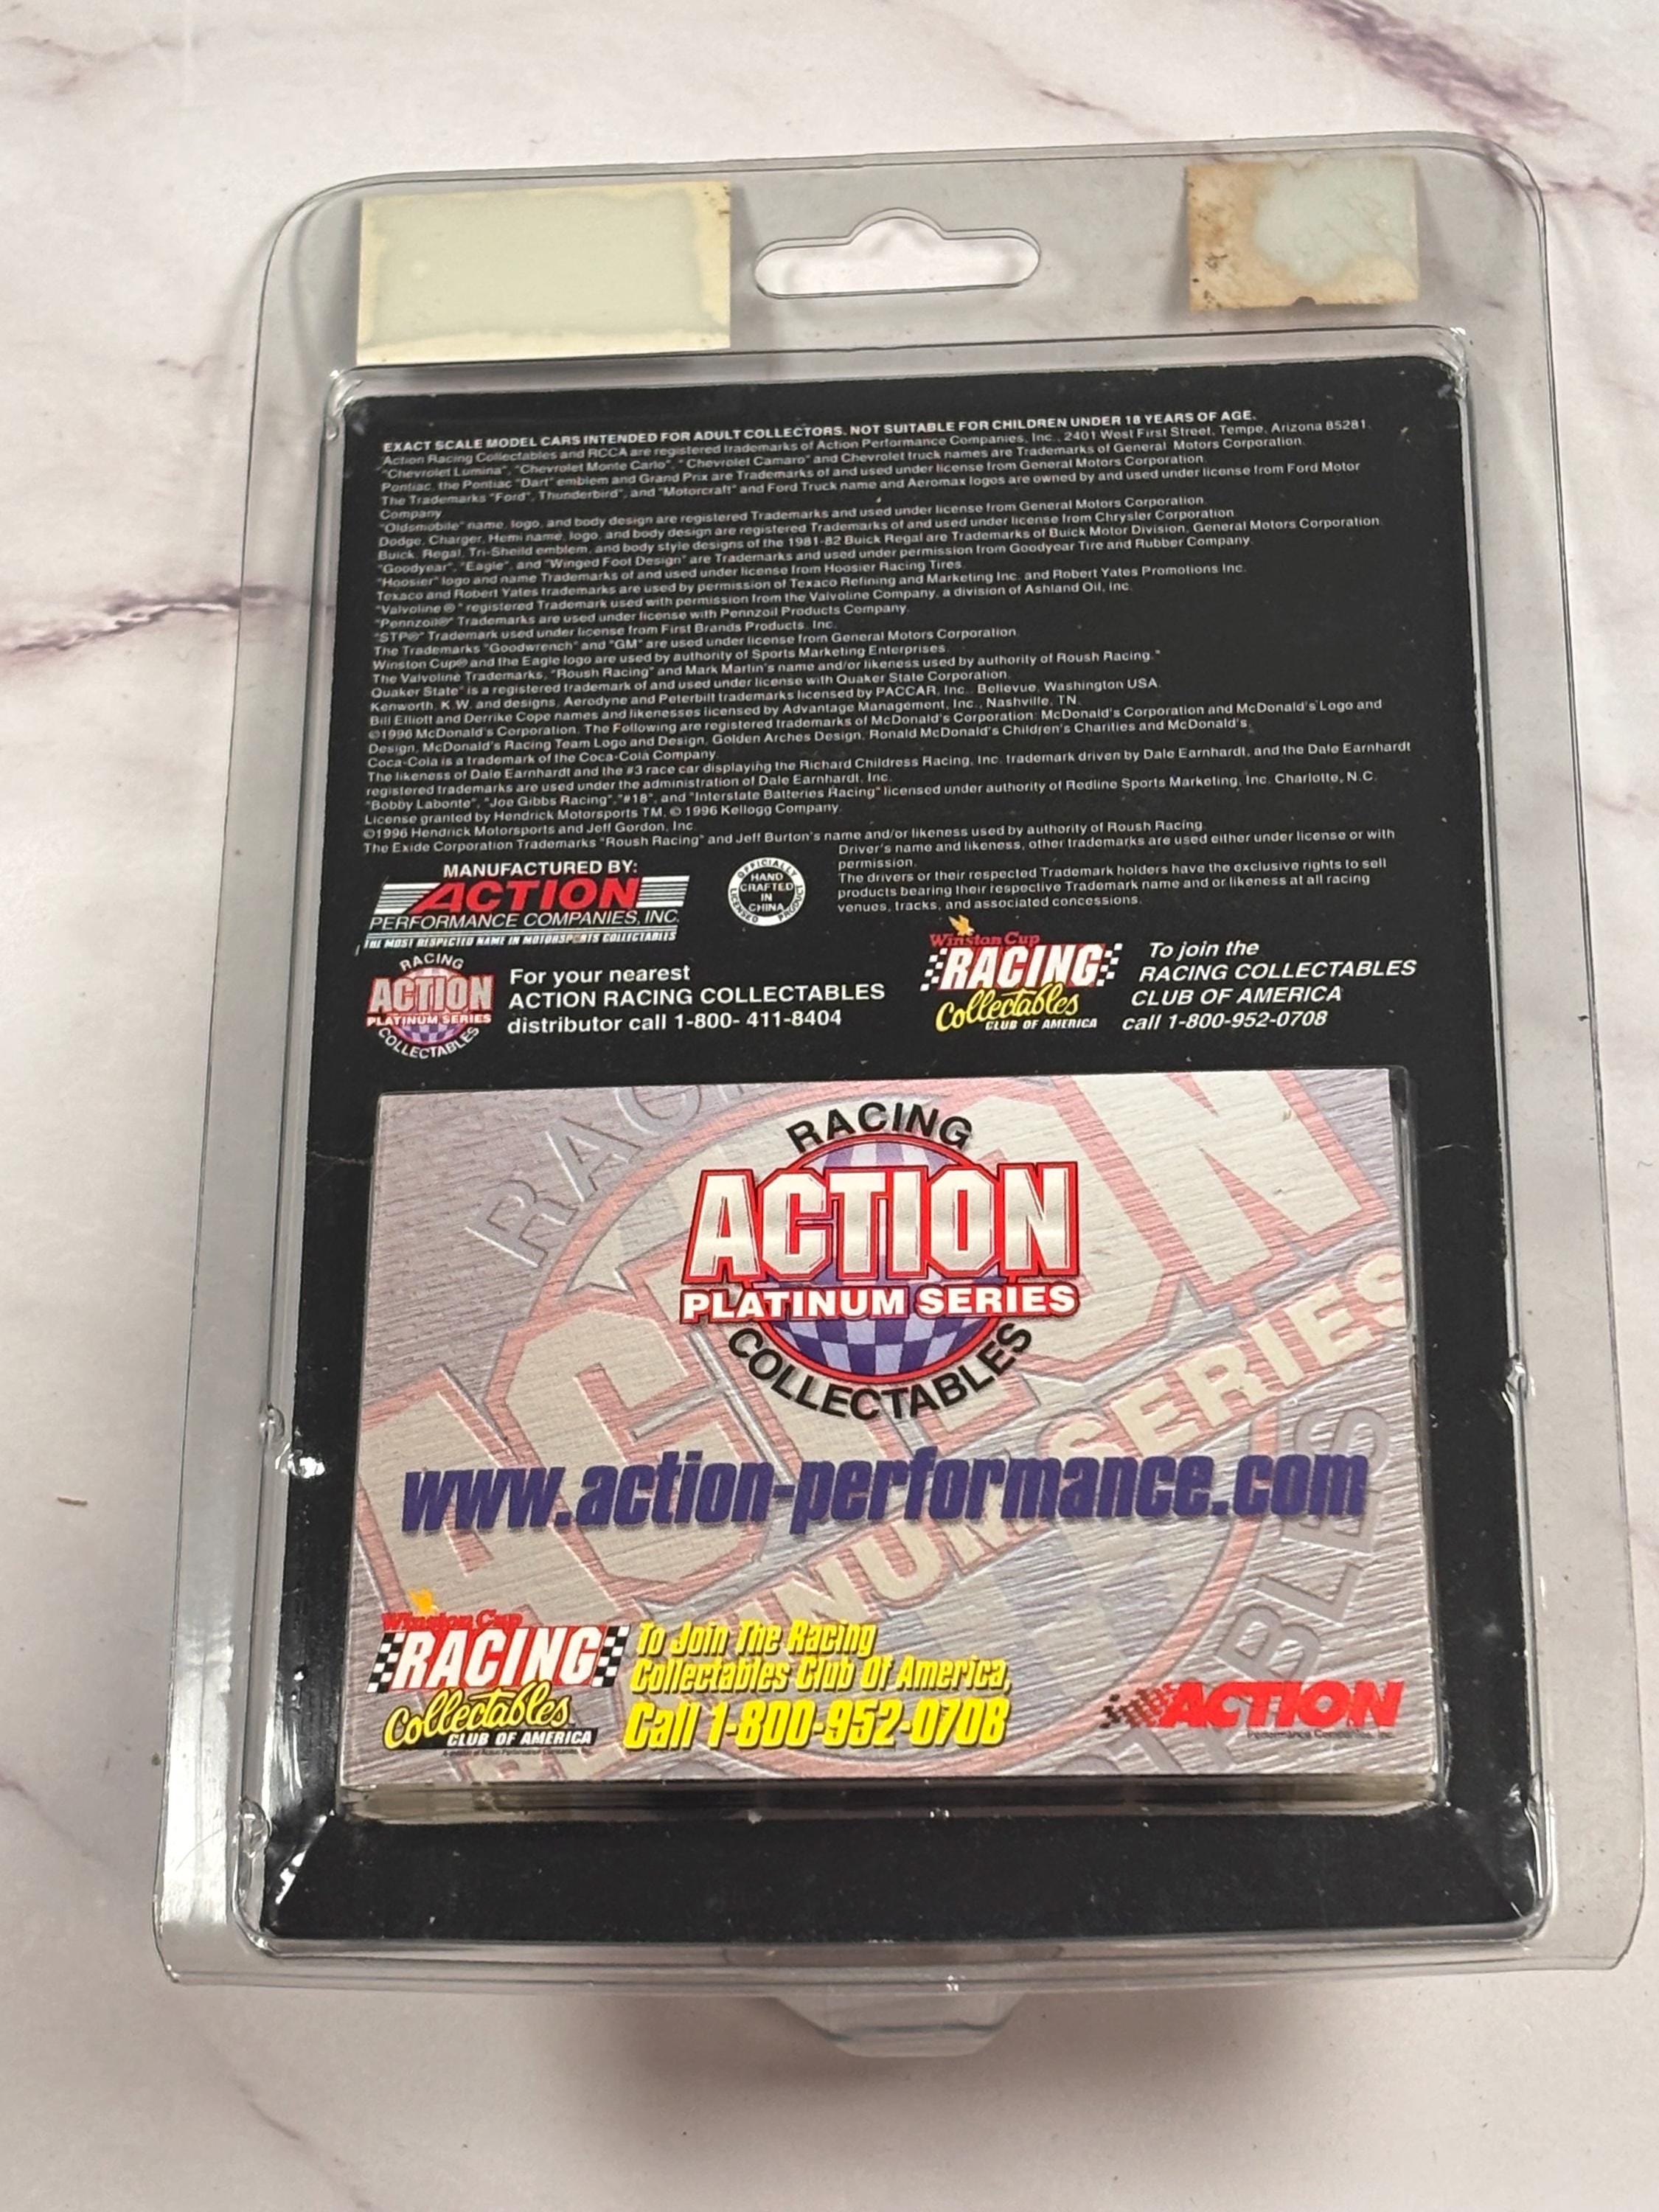 EXACT SCALE MODEL CARS INTENDED FOR ADULT COLLECTORS. NOT SUITABLE FOR CHILDREN UNDER 18 YEARS OF AGE.
"Action Racing Collectables and RCCA are registered trademarks of Action Performance Companies, Inc., 2401 West First Street, Tempe, Arizona 85281.
"Chevrolet Lumina", "Chevrolet Monte Carlo", "Chevrolet Camaro" and Chevrolet truck names are Trademarks of General Motors Corporation.
Pontiac, the Pontiac "Dart" emblem and Grand Prix are Trademarks of and used under license from General Motors Corporation.
The Trademarks "Ford", Thunderbird", and "Motorcraft" and Ford Truck name and Aeromax logos are owned by and used under license from Ford Motor
Company
"Oldsmobile" name, logo, and body design are registered Trademarks and used under license from General Motors Corporation.
Dodge, Charger, Hemi name, logo, and body design are registered Trademarks of and used under license from Chrysler Corporation.
Buick, Regal, Tri-Sheild emblem, and body style designs of the 1981-82 Buick Regal are Trademarks of Buick Motor Division, General Motors Corporation.
"Goodyear", "Eagle", and "Winged Foot Design" are Trademarks and used under permission from Goodyear Tire and Rubber Company.
"Hoosier" logo and name Trademarks of and used under license from Hoosier Racing Tires.
Texaco and Robert Yates trademarks are used by permission of Texaco Refining and Marketing Inc. and Robert Yates Promotions Inc.
"Valvoline ®" registered Trademark used with permission from the Valvoline Company, a division of Ashland Oil, Inc.
"Pennzoil®" Trademarks are used under license with Pennzoil Products Company.
"STP®" Trademark used under license from First Brands Products, Inc.
The Trademarks "Goodwrench" and "GM" are used under license from General Motors Corporation.
Winston Cup® and the Eagle logo are used by authority of Sports Marketing Enterprises.
The Valvoline Trademarks, "Roush Racing" and Mark Martin's name and/or likeness used by authority of Roush Racing."
Quaker State" is a registered trademark of and used under license with Quaker State Corporation.
Kenworth, K.W. and designs, Aerodyne and Peterbilt trademarks licensed by PACCAR, Inc., Bellevue, Washington USA.
Bill Elliott and Derrike Cope names and likenesses licensed by Advantage Management, Inc., Nashville, TN.
©1996 McDonald's Corporation. The Following are registered trademarks of McDonald's Corporation: McDonald's Corporation and McDonald's Logo and
Design, McDonald's Racing Team Logo and Design, Golden Arches Design, Ronald McDonald's Children's Charities and McDonald's.
Coca-Cola is a trademark of the Coca-Cola Company.
The likeness of Dale Earnhardt and the #3 race car displaying the Richard Childress Racing, Inc. trademark driven by Dale Earnhardt, and the Dale Earnhardt
registered trademarks are used under the administration of Dale Earnhardt, Inc.
"Bobby Labonte", "Joe Gibbs Racing", "#18", and "Interstate Batteries Racing" licensed under authority of Redline Sports Marketing, Inc. Charlotte, N.C.
License granted by Hendrick Motorsports TM, © 1996 Kellogg Company.
©1996 Hendrick Motorsports and Jeff Gordon, Inc.
The Exide Corporation Trademarks "Roush Racing" and Jeff Burton's name and/or likeness used by authority of Roush Racing.
Driver's name and likeness, other trademarks are used either under license or with
permission.
The drivers or their respected Trademark holders have the exclusive rights to sell
products bearing their respective Trademark name and or likeness at all racing
venues, tracks, and associated concessions.
MANUFACTURED BY:
ACTION
PERFORMANCE COMPANIES, INC.
THE MOST RESPECTED NAME IN MOTORSPORTS COLLECTABLES
OFFICIALLY
HAND
CRAFTED
IN
CHINA
LICENSED PRODUCT
RACING
ACTION
PLATINUM SERIES
COLLECTABLES
For your nearest
ACTION RACING COLLECTABLES
distributor call 1-800- 411-8404
Winston Cup
RACING
Collectables
CLUB OF AMERICA
To join the
RACING COLLECTABLES
CLUB OF AMERICA
call 1-800-952-0708
RACING
ACTION
PLATINUM SERIES
COLLECTABLES
www.action-performance.com
Winston Cup
RACING
Collectables
CLUB OF AMERICA
To Join The Racing
Collectables Club Of America,
Call 1-800-952-0708
ACTION
Performance Companies, Inc.